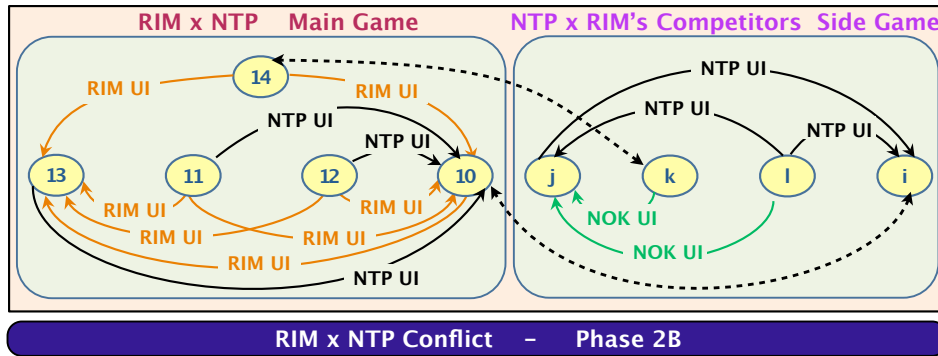 RIM x NTP Main Game
NTP x RIM's Competitors Side Game
14
RIM UI
RIM UI
NTP UI
NTP UI
13
11
12
10
RIM UI
RIM UI
RIM UI
RIM UI
RIM UI
NTP UI
NTP UI
NTP UI
NTP UI
j
k
l
i
NOK UI
NOK UI
RIM x NTP Conflict – Phase 2B